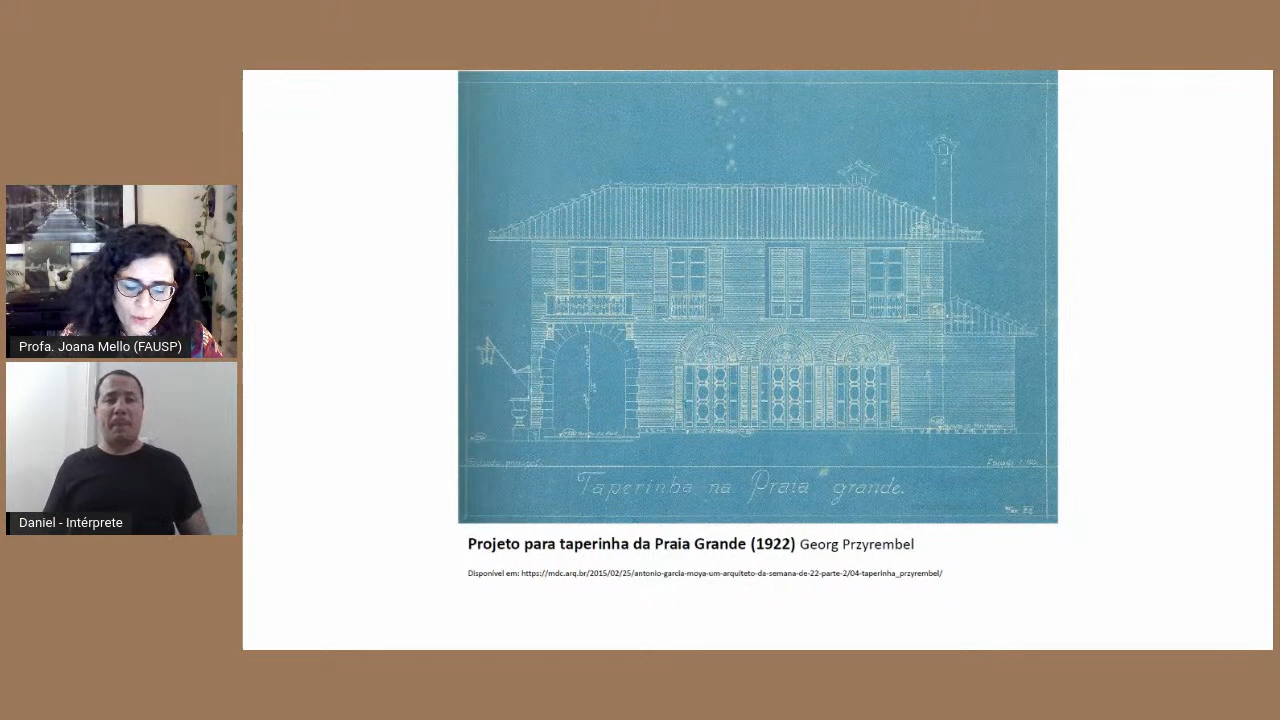 Profa. Joana Mello (FAUSP)
Daniel - Intérprete
Taperinha na Praia grande.
Projeto para taperinha da Praia Grande (1922) Georg Przyrembel
Disponível em: https://mdc.arq.br/2015/02/25/antonio-garcia-moya-um-arquiteto-da-semana-de-22-parte-2/04-taperinha_przyrembel/